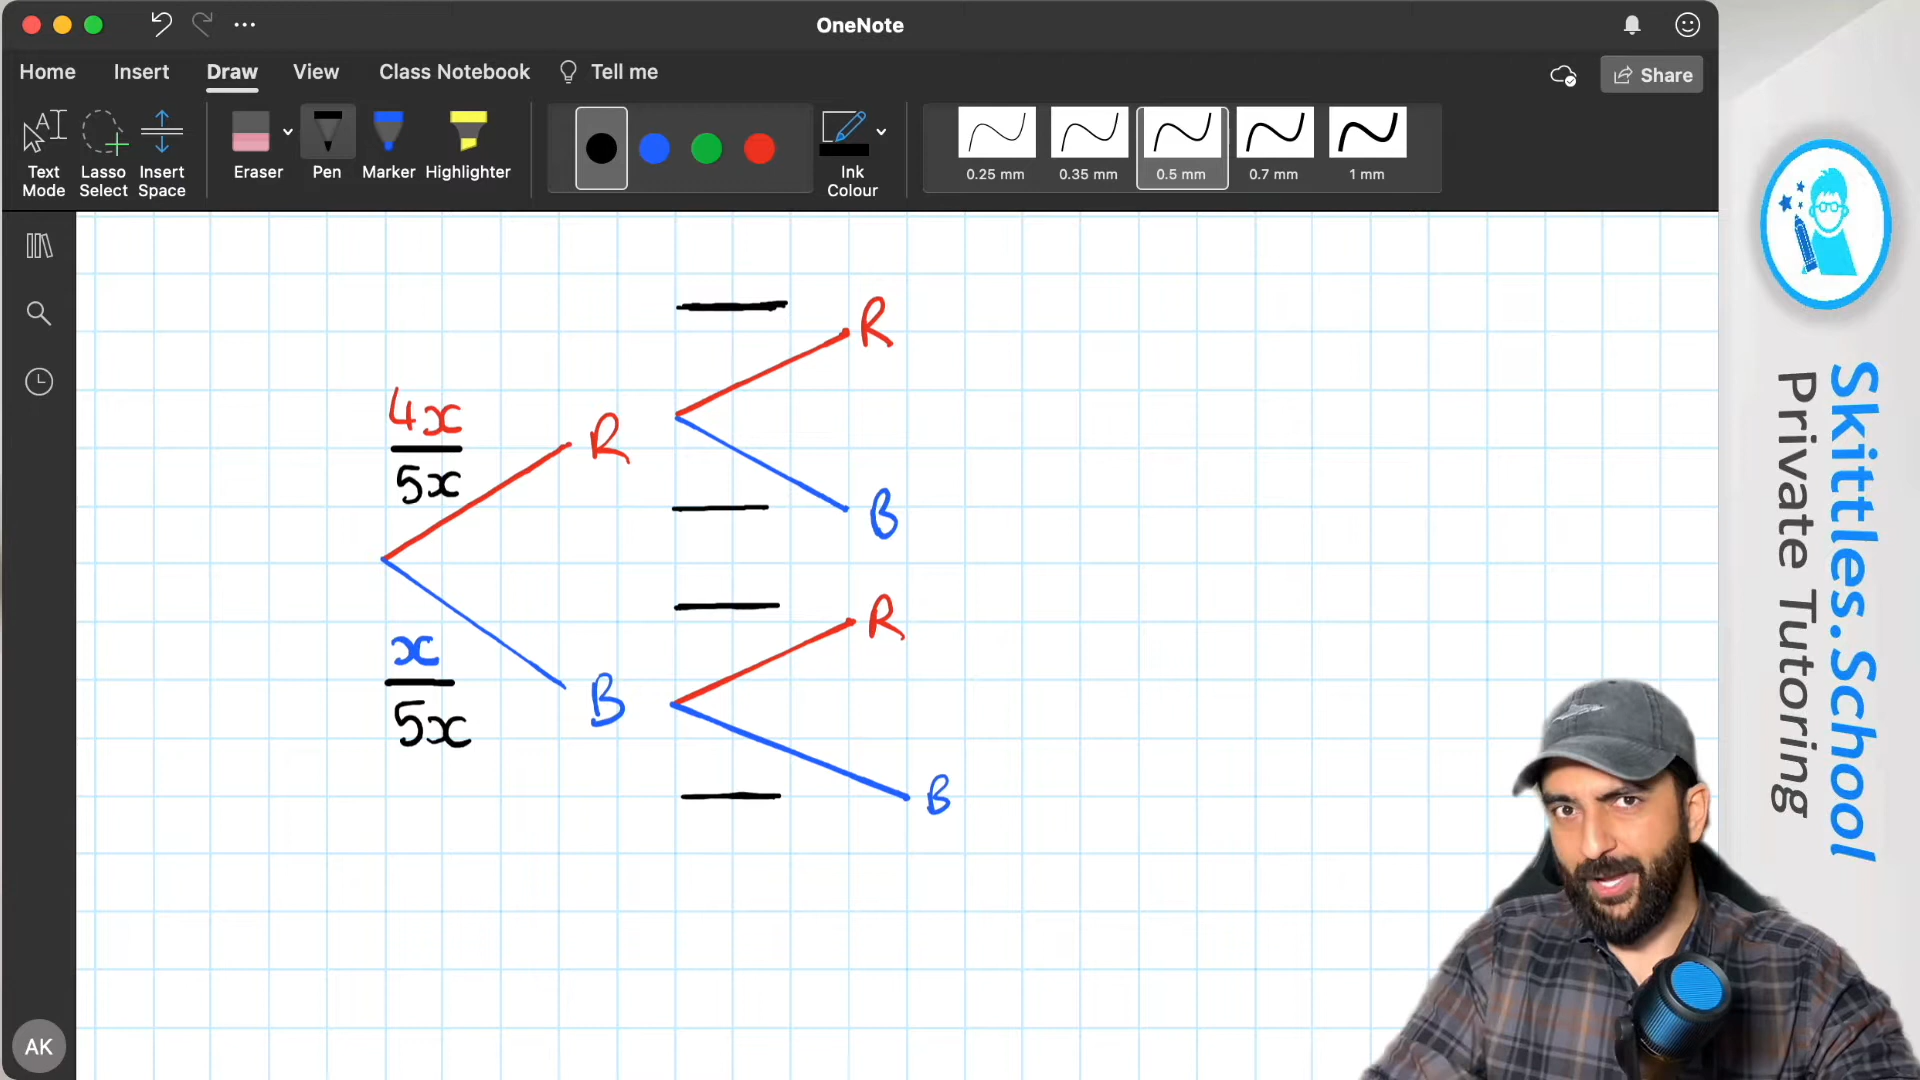 OneNote
Home Insert Draw View Class Notebook Tell me
Share
Text Mode
Lasso Select
Insert Space
Eraser
Pen
Marker
Highlighter
Ink Colour
0.25 mm
0.35 mm
0.5 mm
0.7 mm
1 mm
R
4x
5x
R
B
R
x
5x
B
B
AK
Skittles.School
Private Tutoring